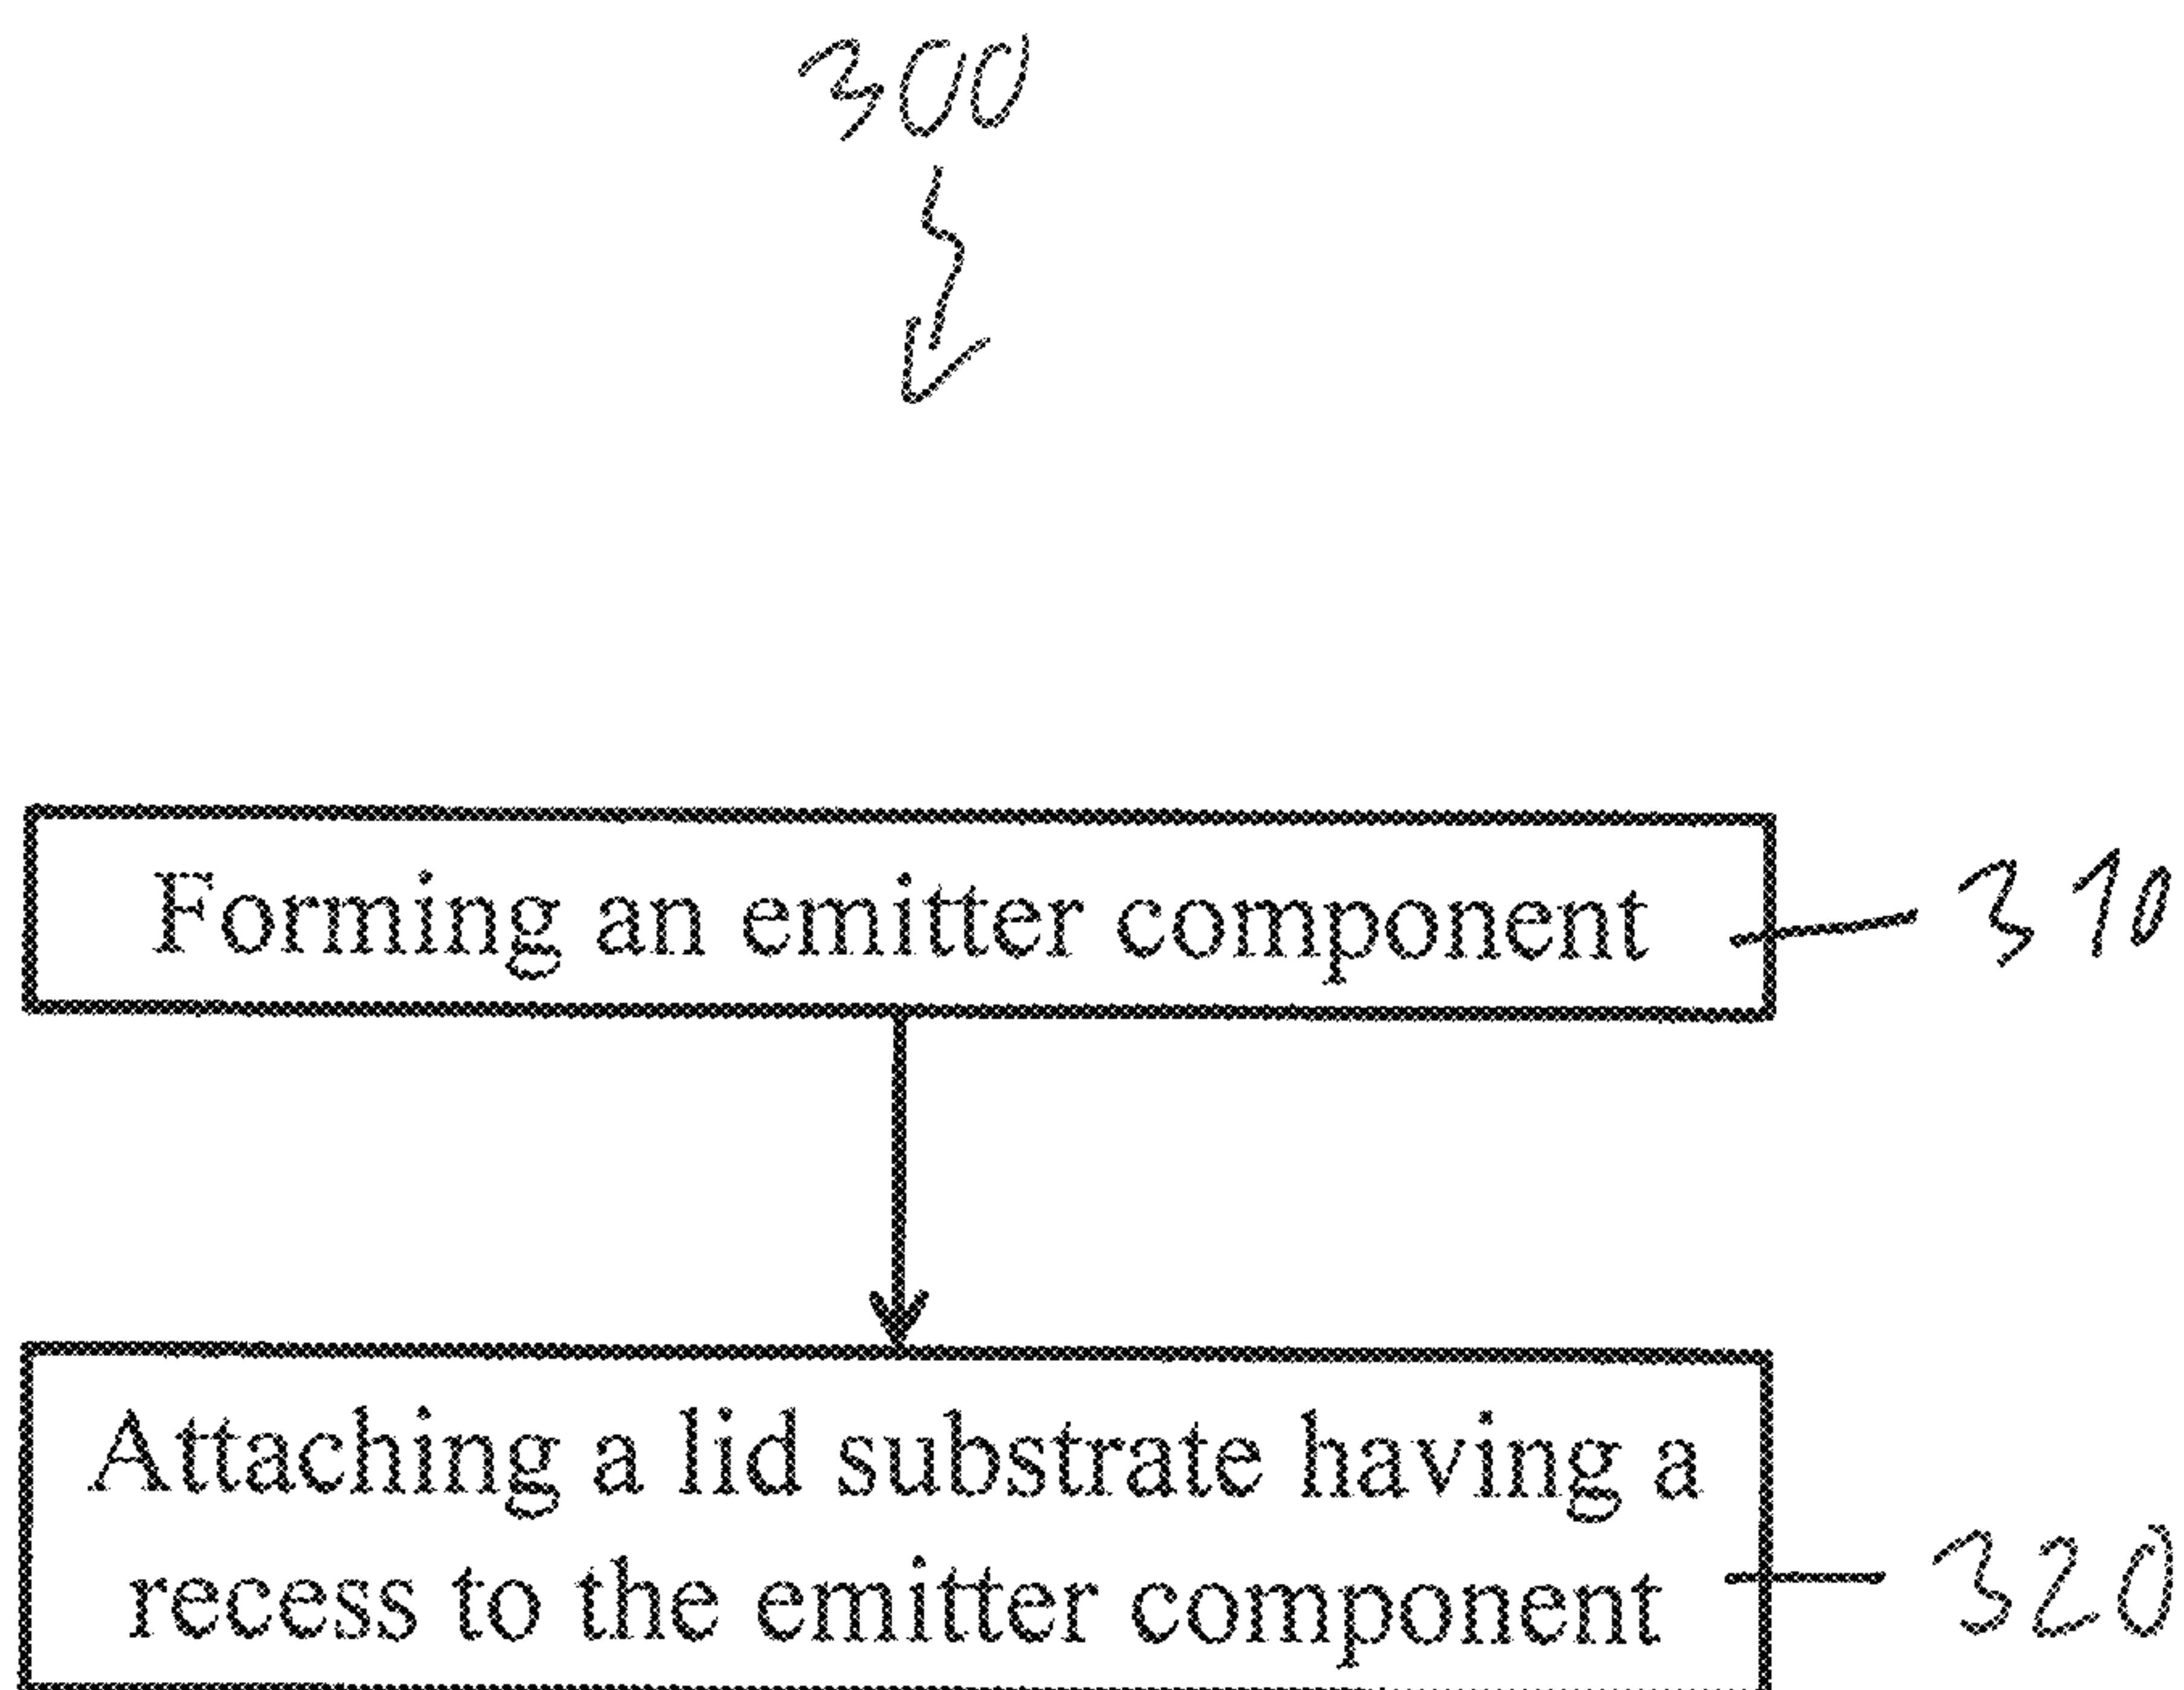 300
Forming an emitter component
310
Attaching a lid substrate having a
recess to the emitter component
320